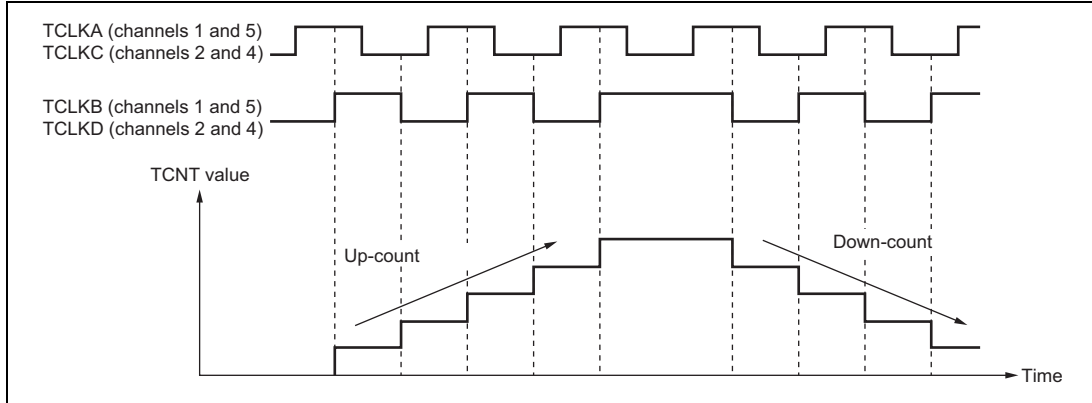 TCLKA (channels 1 and 5)
TCLKC (channels 2 and 4)
TCLKB (channels 1 and 5)
TCLKD (channels 2 and 4)
TCNT value
Up-count
Down-count
Time